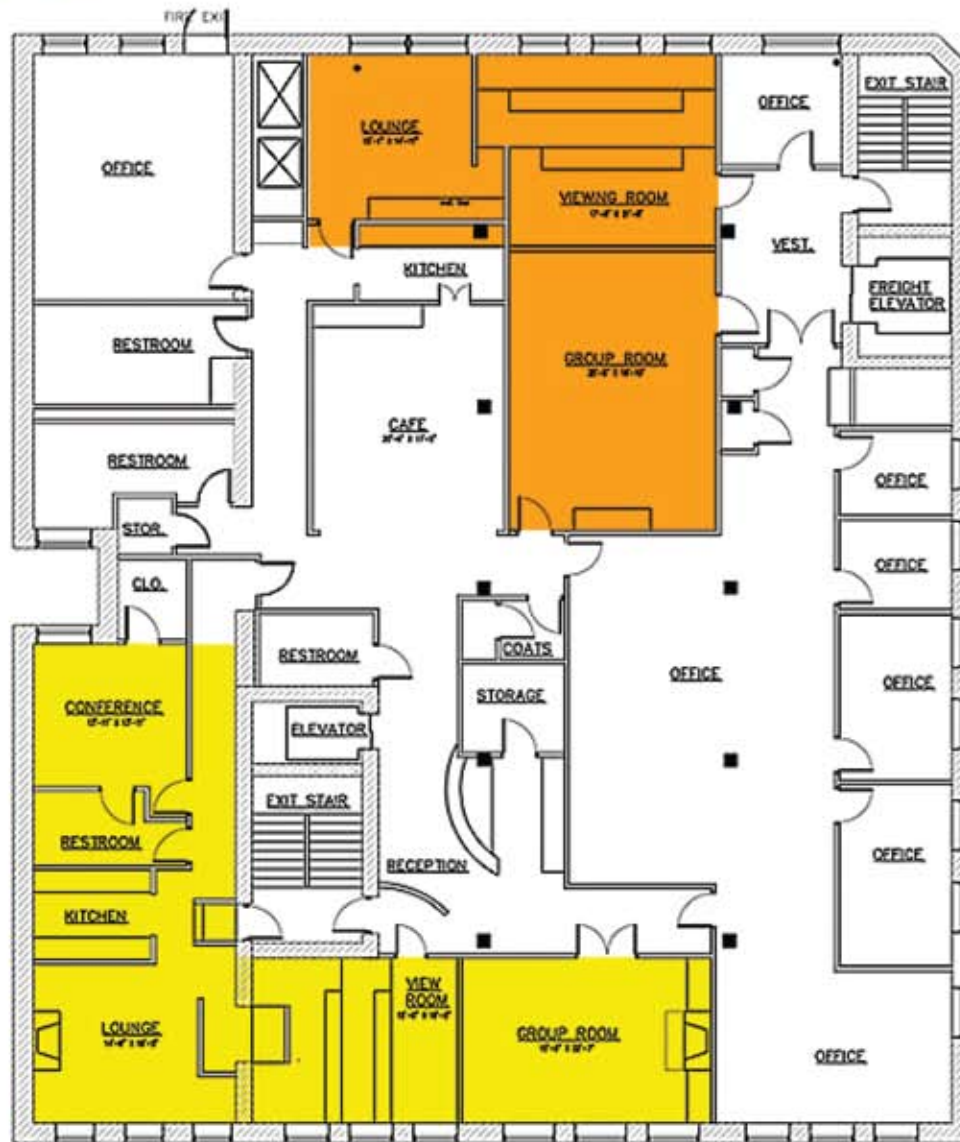 FIRE EXIT
EXIT STAIR
OFFICE
LOUNGE
OFFICE
VIEWING ROOM
VEST.
KITCHEN
FREIGHT
ELEVATOR
RESTROOM
GROUP ROOM
CAFE
RESTROOM
OFFICE
STOR.
OFFICE
CLO.
COATS
RESTROOM
OFFICE
OFFICE
STORAGE
CONFERENCE
ELEVATOR
EXIT STAIR
RESTROOM
RECEPTION
OFFICE
KITCHEN
VIEW
ROOM
LOUNGE
GROUP ROOM
OFFICE